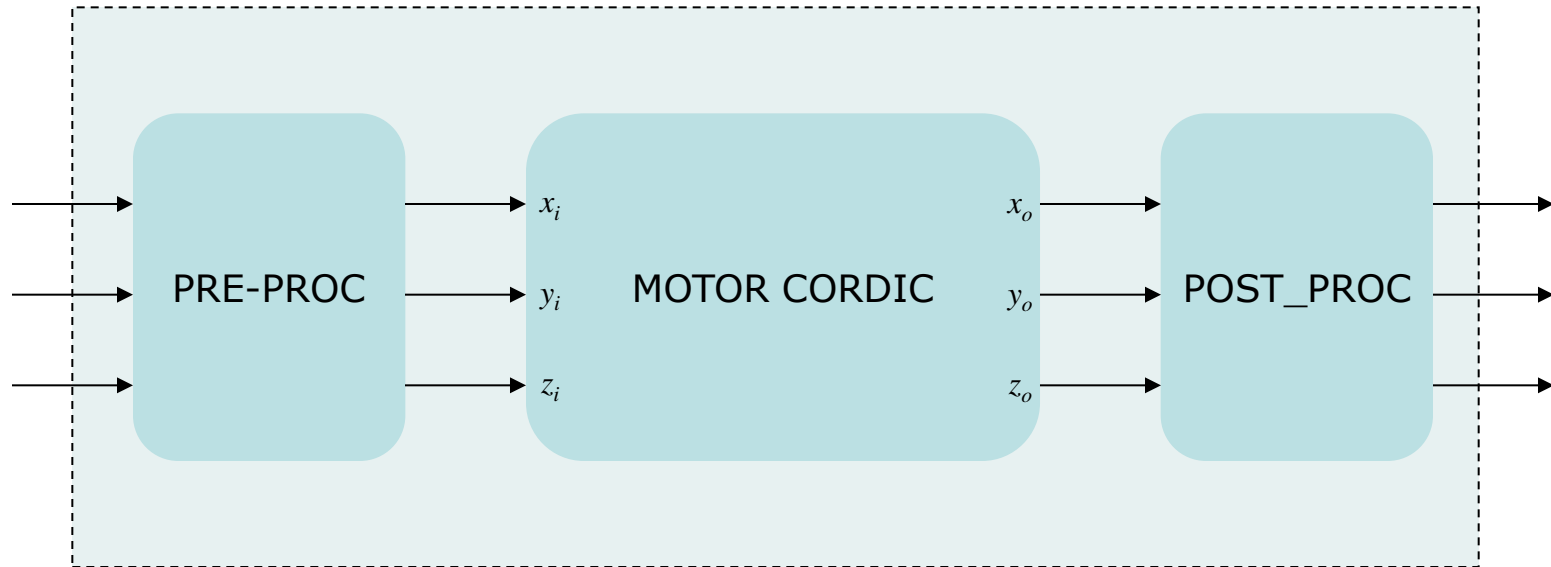 PRE-PROC
x_i
y_i
z_i
MOTOR CORDIC
x_o
y_o
z_o
POST_PROC